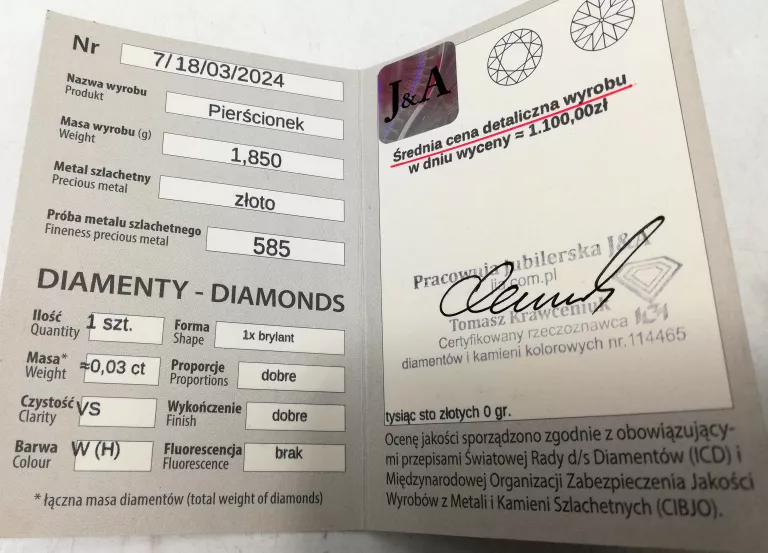 Nr 7/18/03/2024
Nazwa wyrobu
Produkt
Pierścionek
Masa wyrobu (g)
Weight
1,850
Metal szlachetny
Precious metal
złoto
Próba metalu szlachetnego
Fineness precious metal
585
DIAMENTY - DIAMONDS
Ilość
Quantity
1 szt.
Forma
Shape
1x brylant
Masa*
Weight
≈0,03 ct
Proporcje
Proportions
dobre
Czystość
Clarity
VS
Wykończenie
Finish
dobre
Barwa
Colour
W (H)
Fluorescencja
Fluorescence
brak
* łączna masa diamentów (total weight of diamonds)
J&A
Średnia cena detaliczna wyrobu
w dniu wyceny ≈ 1.100,00zł
Pracownia Jubilerska J&A
jia.com.pl
Tomasz Krawceniuk
Certyfikowany rzeczoznawca
diamentów i kamieni kolorowych nr.114465
tysiąc sto złotych 0 gr.
Ocenę jakości sporządzono zgodnie z obowiązujący-
mi przepisami Światowej Rady d/s Diamentów (ICD) i
Międzynarodowej Organizacji Zabezpieczenia Jakości
Wyrobów z Metali i Kamieni Szlachetnych (CIBJO).